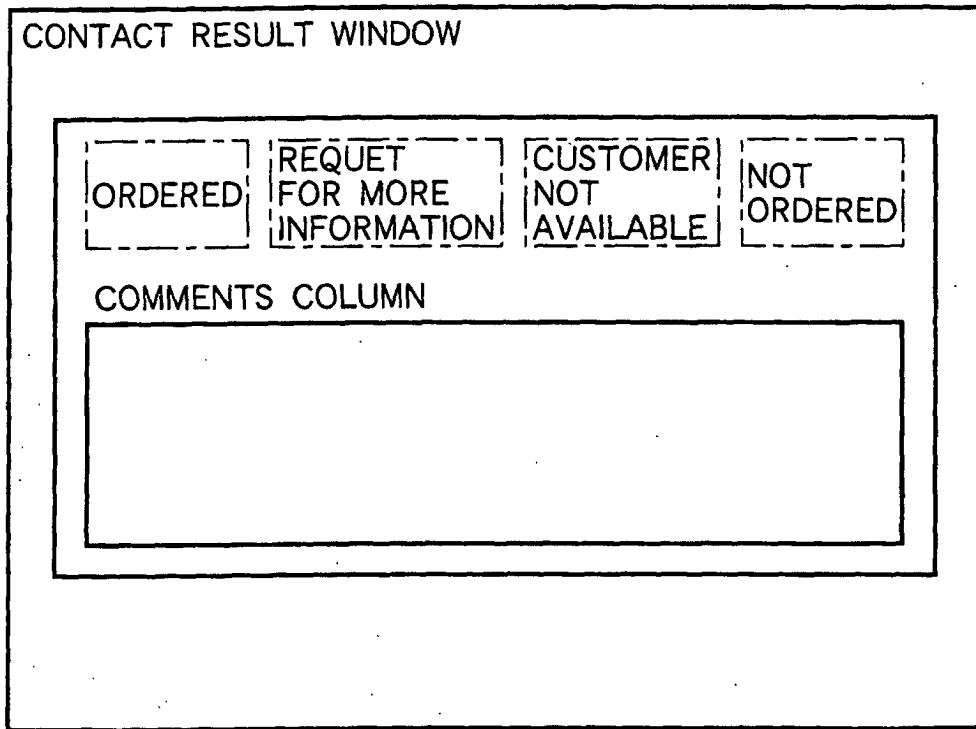 CONTACT RESULT WINDOW
ORDERED
REQUET
FOR MORE
INFORMATION
CUSTOMER
NOT
AVAILABLE
NOT
ORDERED
COMMENTS COLUMN